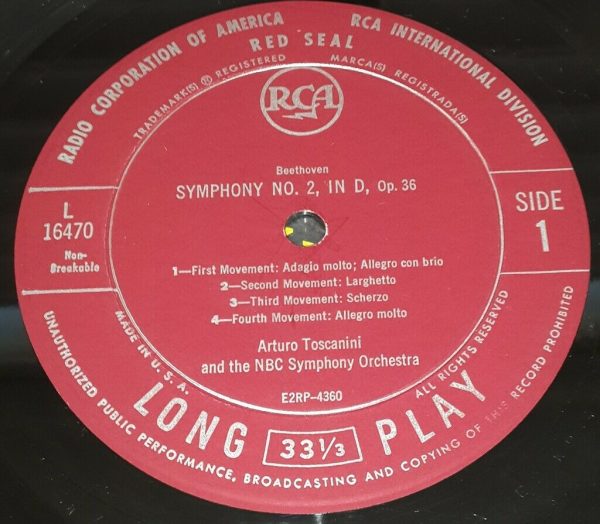 RADIO CORPORATION OF AMERICA
RCA INTERNATIONAL DIVISION
RED SEAL
TRADEMARK(S) ® REGISTERED
MARCA(S) REGISTRADA(S)
RCA
Beethoven
SYMPHONY NO. 2, IN D, Op. 36
L
16470
Non-
Breakable
SIDE
1
1—First Movement: Adagio molto; Allegro con brio
2—Second Movement: Larghetto
3—Third Movement: Scherzo
4—Fourth Movement: Allegro molto
Arturo Toscanini
and the NBC Symphony Orchestra
E2RP-4360
MADE IN U. S. A.
ALL RIGHTS RESERVED
LONG 33 1/3 PLAY
UNAUTHORIZED PUBLIC PERFORMANCE, BROADCASTING AND COPYING OF THIS RECORD PROHIBITED